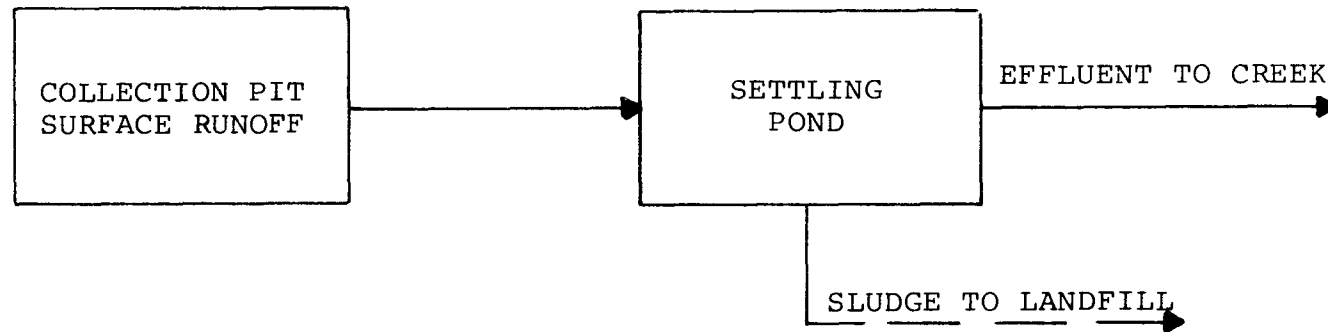 COLLECTION PIT
SURFACE RUNOFF
SETTLING
POND
EFFLUENT TO CREEK
SLUDGE TO LANDFILL